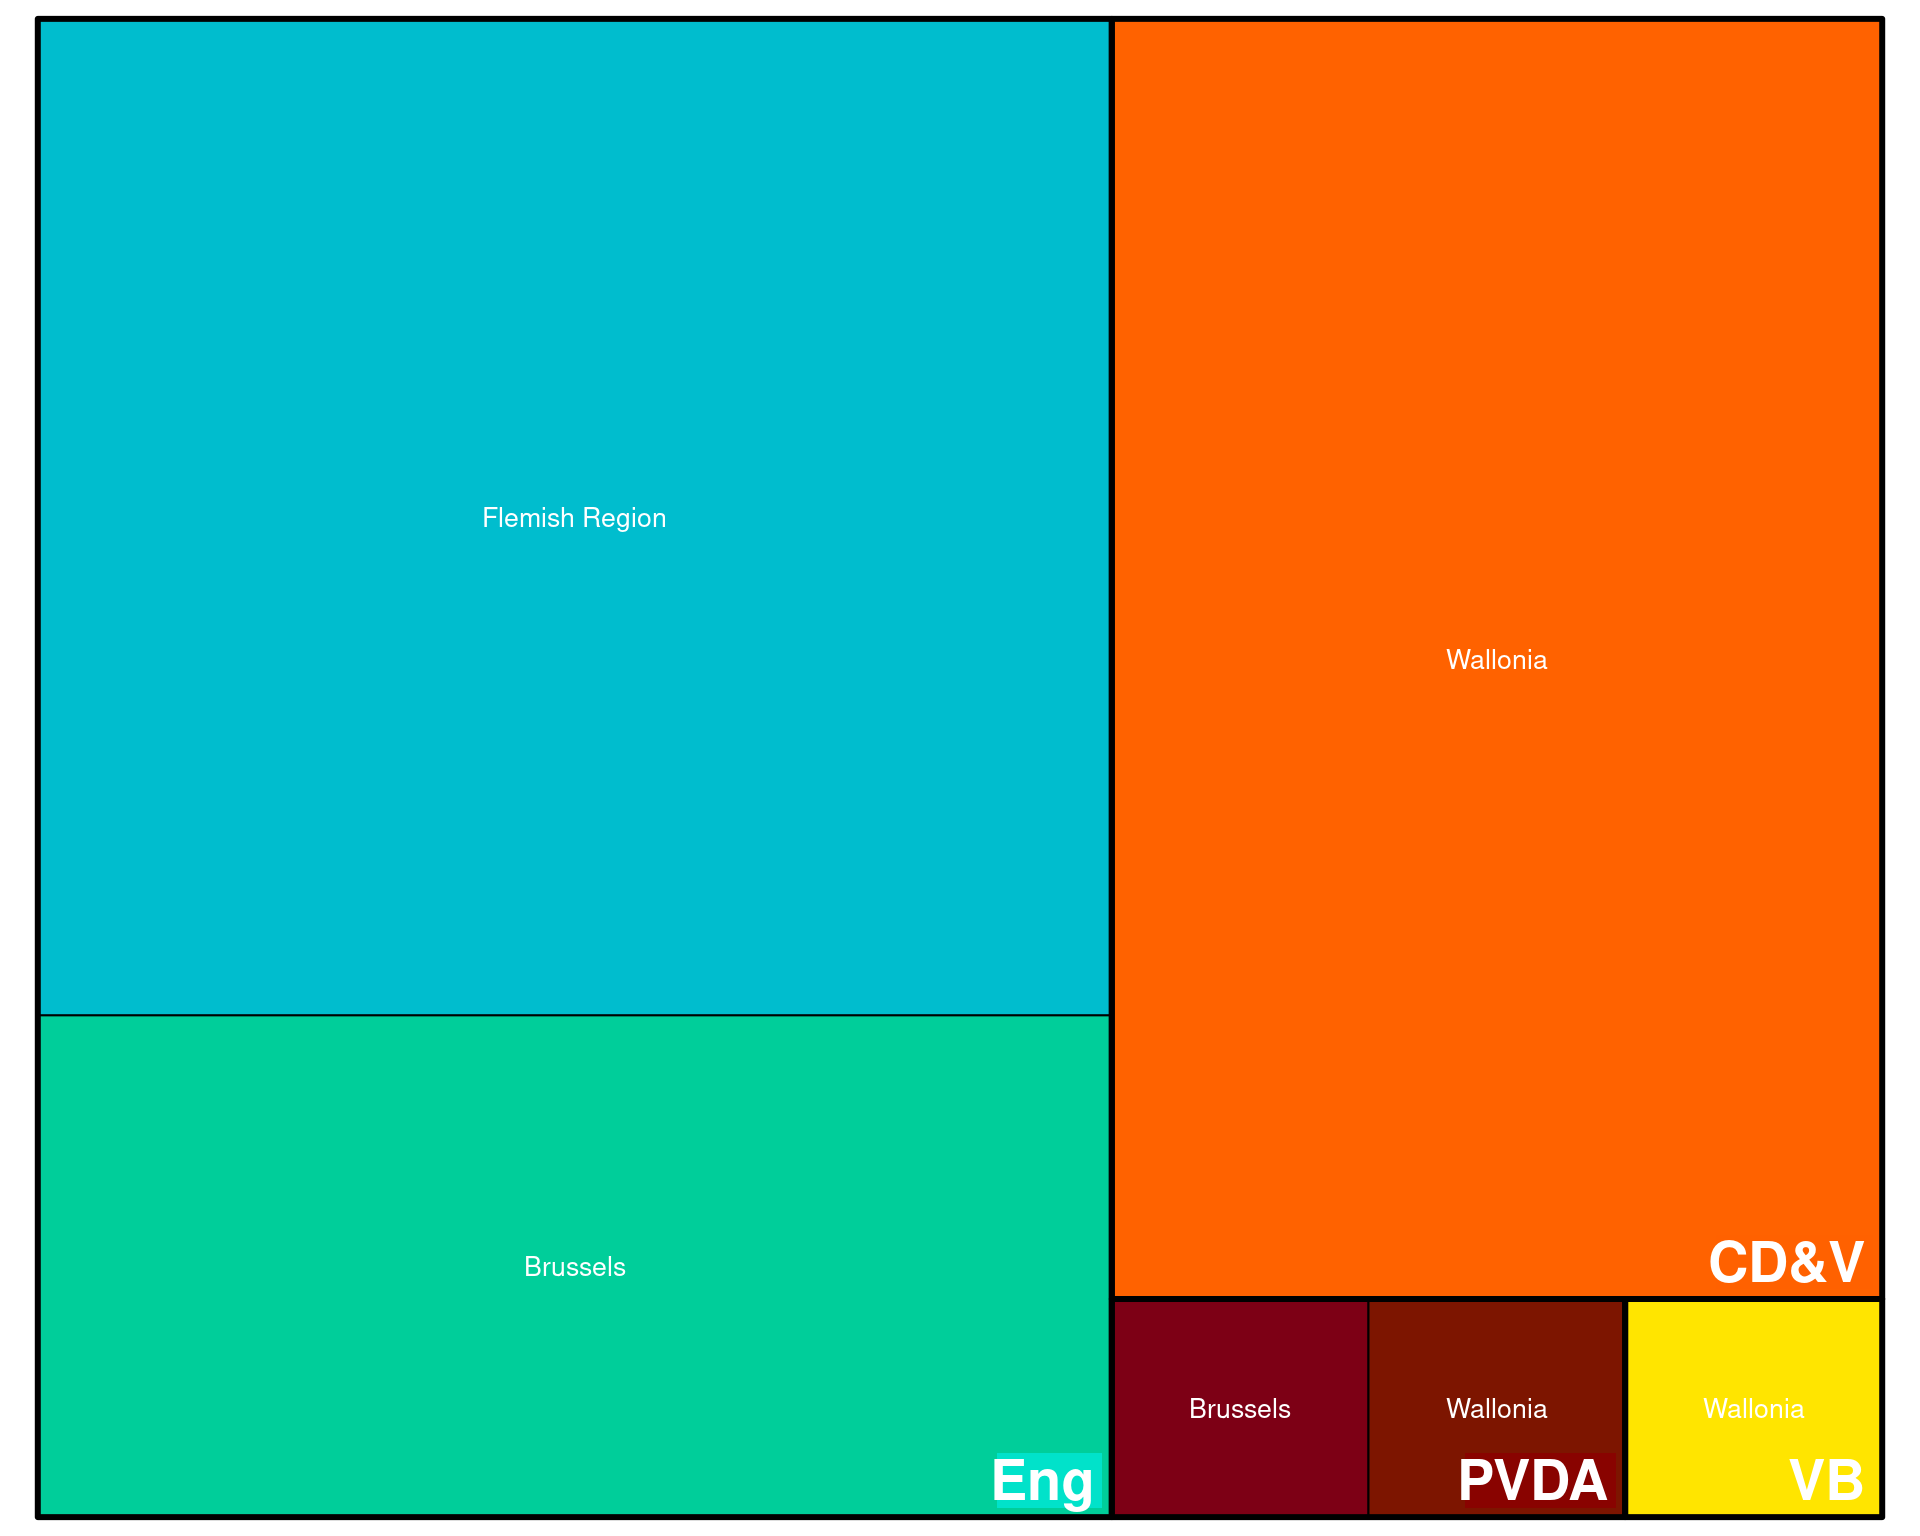 Flemish Region
Brussels
Eng
Wallonia
CD&V
Brussels
Wallonia
PVDA
Wallonia
VB